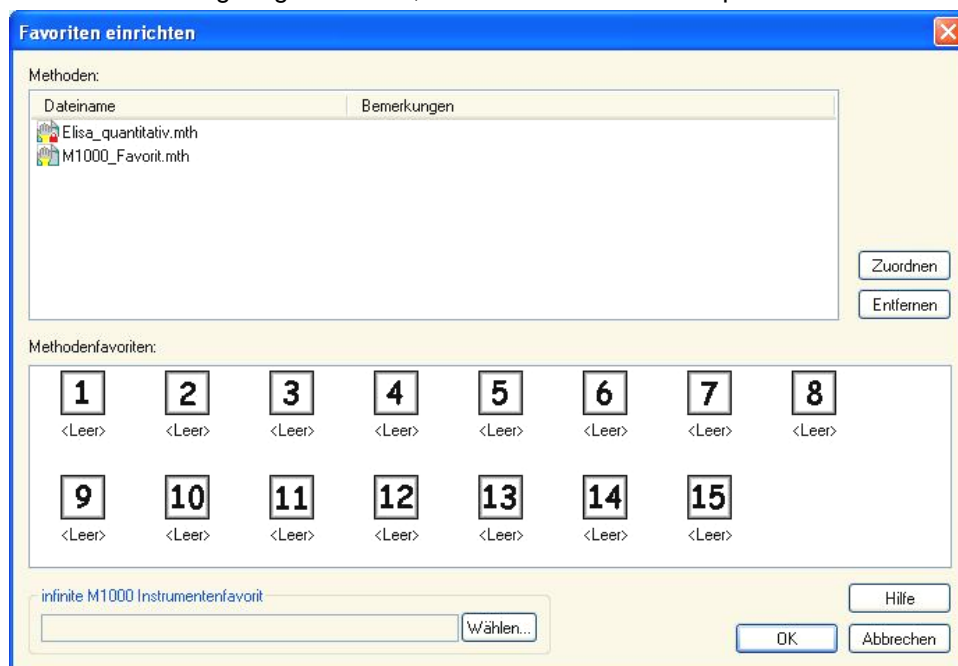 Favoriten einrichten
Methoden:
Dateiname Bemerkungen
Elisa_quantitativ.mth
M1000_Favorit.mth
Zuordnen
Entfernen
Methodenfavoriten:
1 2 3 4 5 6 7 8
<Leer> <Leer> <Leer> <Leer> <Leer> <Leer> <Leer> <Leer>
9 10 11 12 13 14 15
<Leer> <Leer> <Leer> <Leer> <Leer> <Leer> <Leer>
infinite M1000 Instrumentenfavorit
Wählen...
Hilfe
OK Abbrechen